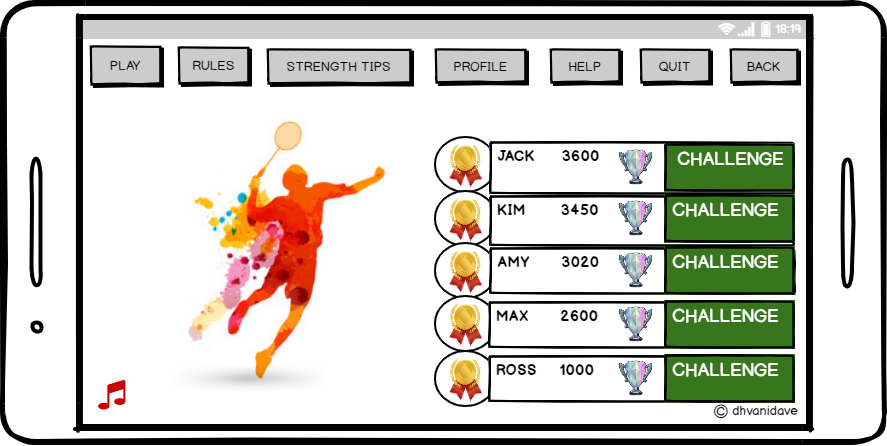 18:19
PLAY RULES STRENGTH TIPS PROFILE HELP QUIT BACK
JACK 3600 CHALLENGE
KIM 3450 CHALLENGE
AMY 3020 CHALLENGE
MAX 2600 CHALLENGE
ROSS 1000 CHALLENGE
© dhvanidave